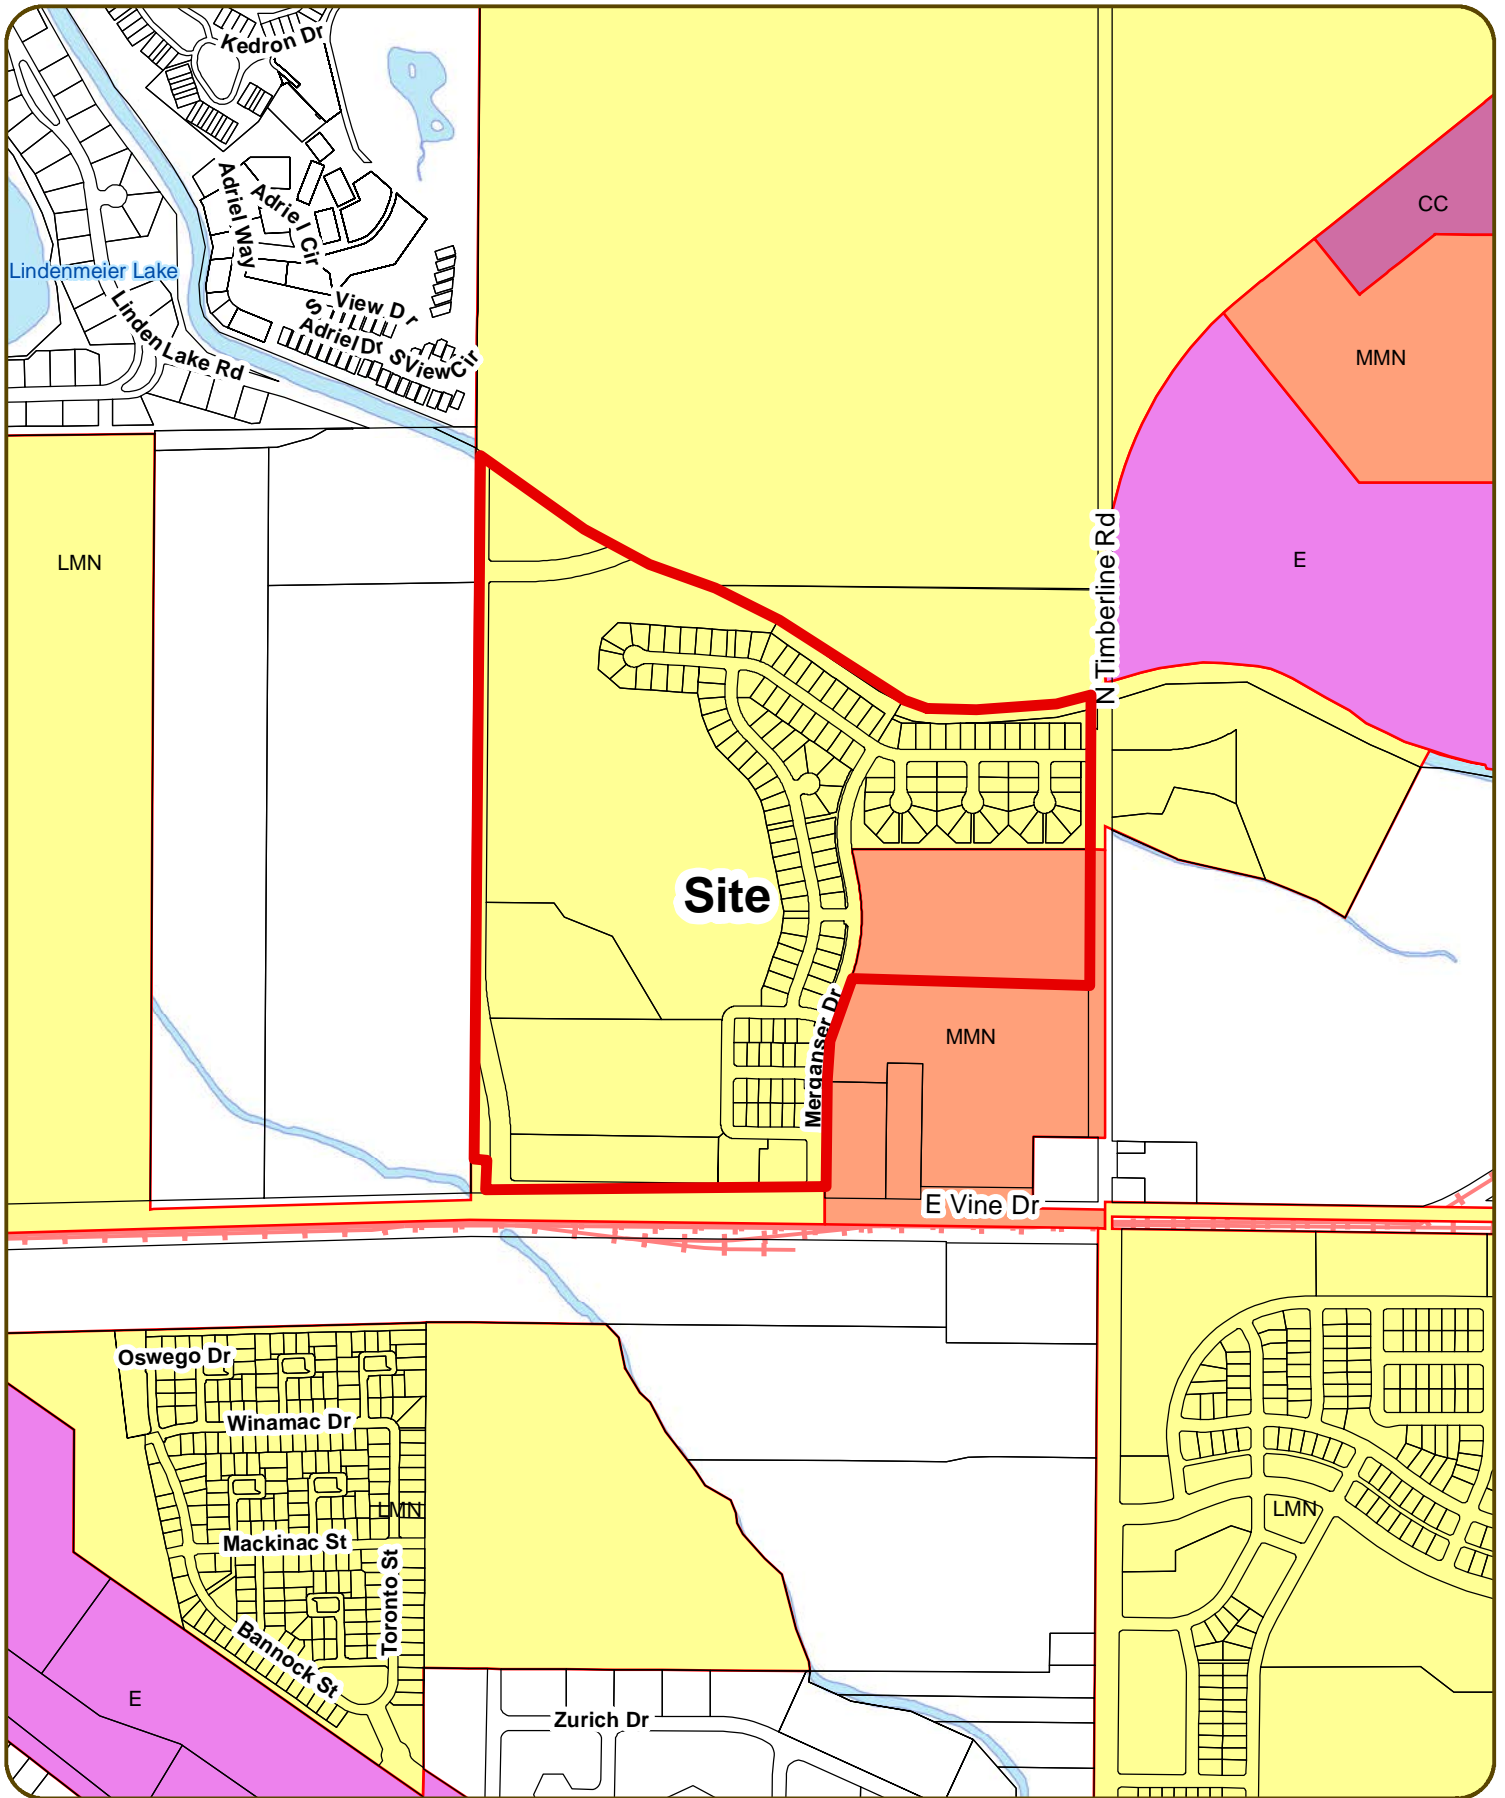 Kedron Dr
CC
Adriel Way
Adriel Cir
Lindenmeier Lake
S View Dr
Linden Lake Rd
Adriel Dr
S View Cir
MMN
LMN
E
N Timberline Rd
Site
Merganser Dr
MMN
E Vine Dr
Oswego Dr
Winamac Dr
LMN
LMN
Mackinac St
Toronto St
Bannock St
E
Zurich Dr